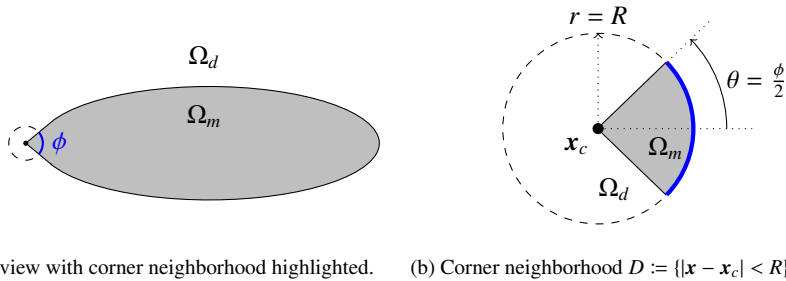 Ω_d
Ω_m
ϕ
r = R
θ = ϕ/2
x_c
Ω_m
Ω_d
view with corner neighborhood highlighted.
(b) Corner neighborhood D ≔ {|x − x_c| < R}